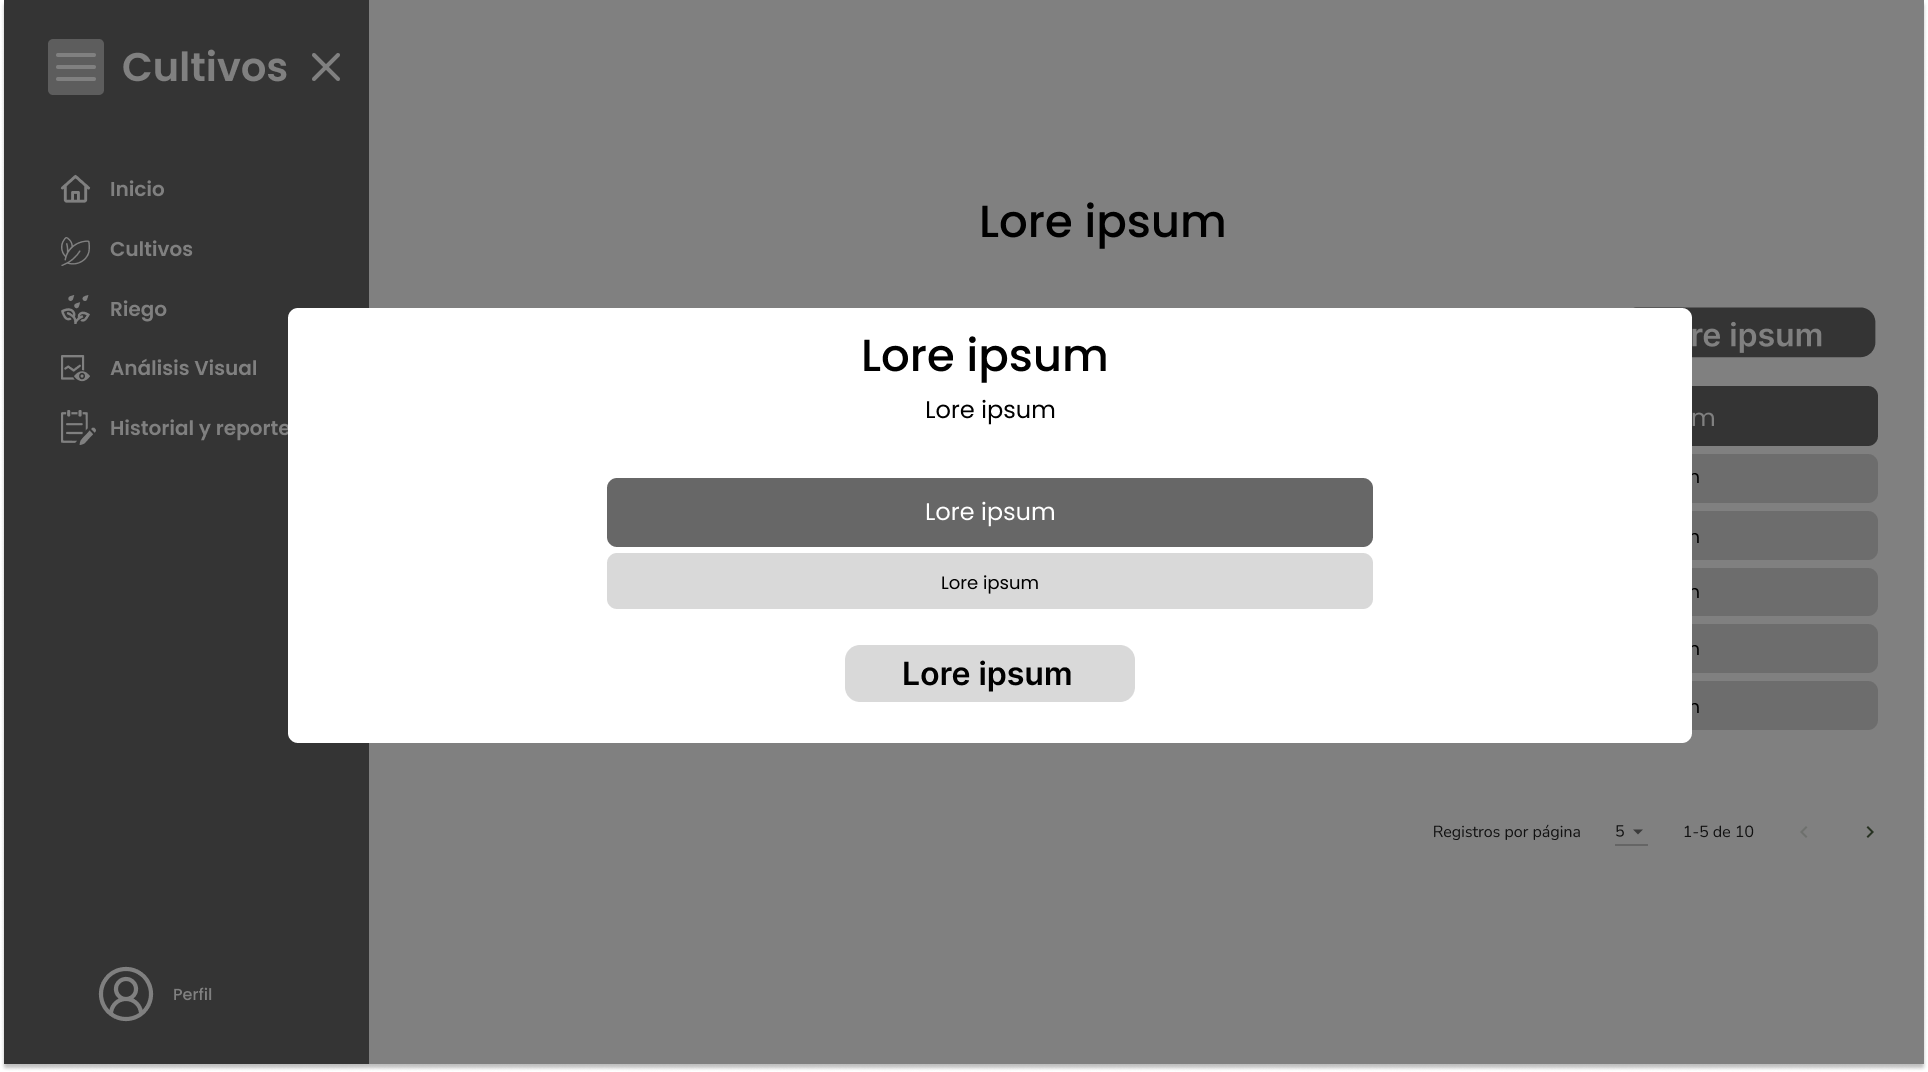 Cultivos
Inicio
Cultivos
Riego
Análisis Visual
Historial y reporte
Perfil
Lore ipsum
re ipsum
m
Lore ipsum
Lore ipsum
Lore ipsum
Lore ipsum
Lore ipsum
Registros por página 5 1-5 de 10